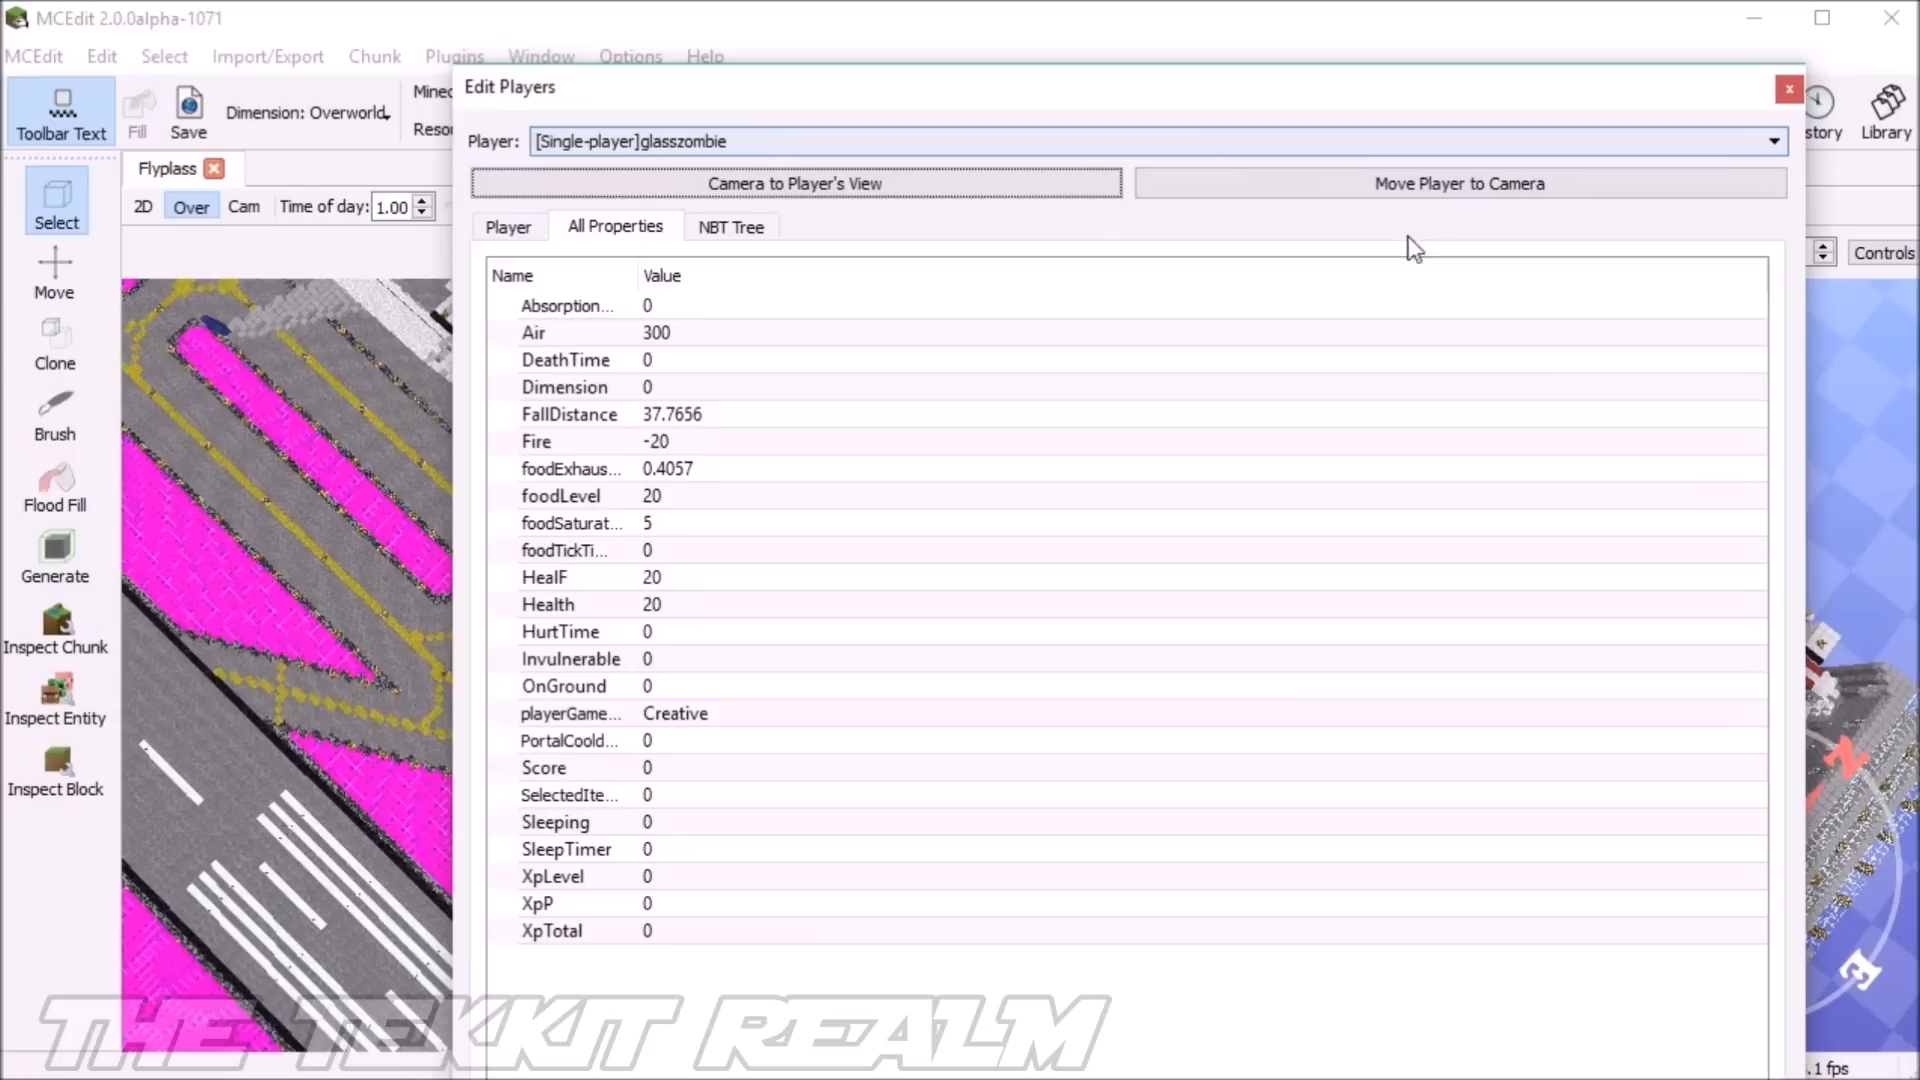 MCEdit 2.0.0alpha-1071
MCEdit Edit Select Import/Export Chunk Plugins Window Options Help
Toolbar Text
Fill
Save
Dimension: Overworld
Minec
Resou
story
Library
Flyplass
2D Over Cam Time of day: 1.00
Controls
Select
Move
Clone
Brush
Flood Fill
Generate
Inspect Chunk
Inspect Entity
Inspect Block
Edit Players
x
Player: [Single-player]glasszombie
Camera to Player's View
Move Player to Camera
Player All Properties NBT Tree
Name Value
Absorption... 0
Air 300
DeathTime 0
Dimension 0
FallDistance 37.7656
Fire -20
foodExhaus... 0.4057
foodLevel 20
foodSaturat... 5
foodTickTi... 0
HealF 20
Health 20
HurtTime 0
Invulnerable 0
OnGround 0
playerGame... Creative
PortalCoold... 0
Score 0
SelectedIte... 0
Sleeping 0
SleepTimer 0
XpLevel 0
XpP 0
XpTotal 0
N
E
THE TEKKIT REALM
.1 fps